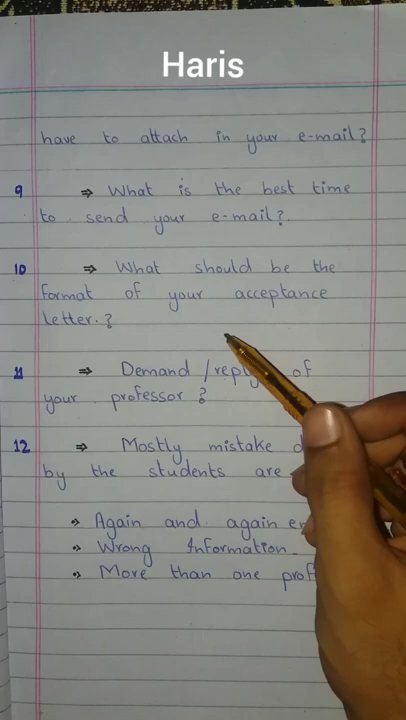 Haris
have to attach in your e-mail?
9 ⇒ What is the best time
to send your e-mail?
10 ⇒ What should be the
format of your acceptance
letter.?
11 ⇒ Demand / reply of
your professor ?
12 ⇒ Mostly mistake
by the students are
Again and again
Wrong Information
More than one